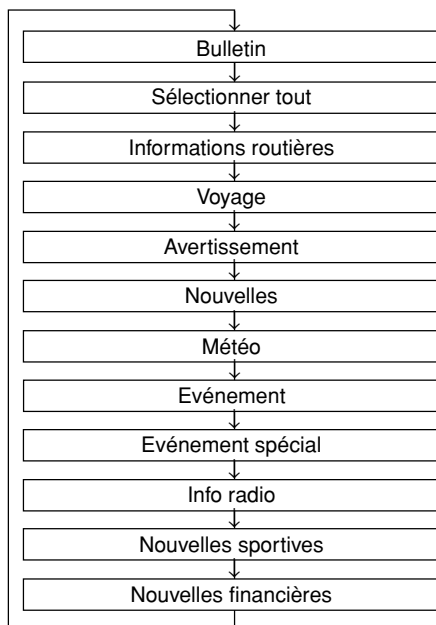 Bulletin
Sélectionner tout
Informations routières
Voyage
Avertissement
Nouvelles
Météo
Evénement
Evénement spécial
Info radio
Nouvelles sportives
Nouvelles financières